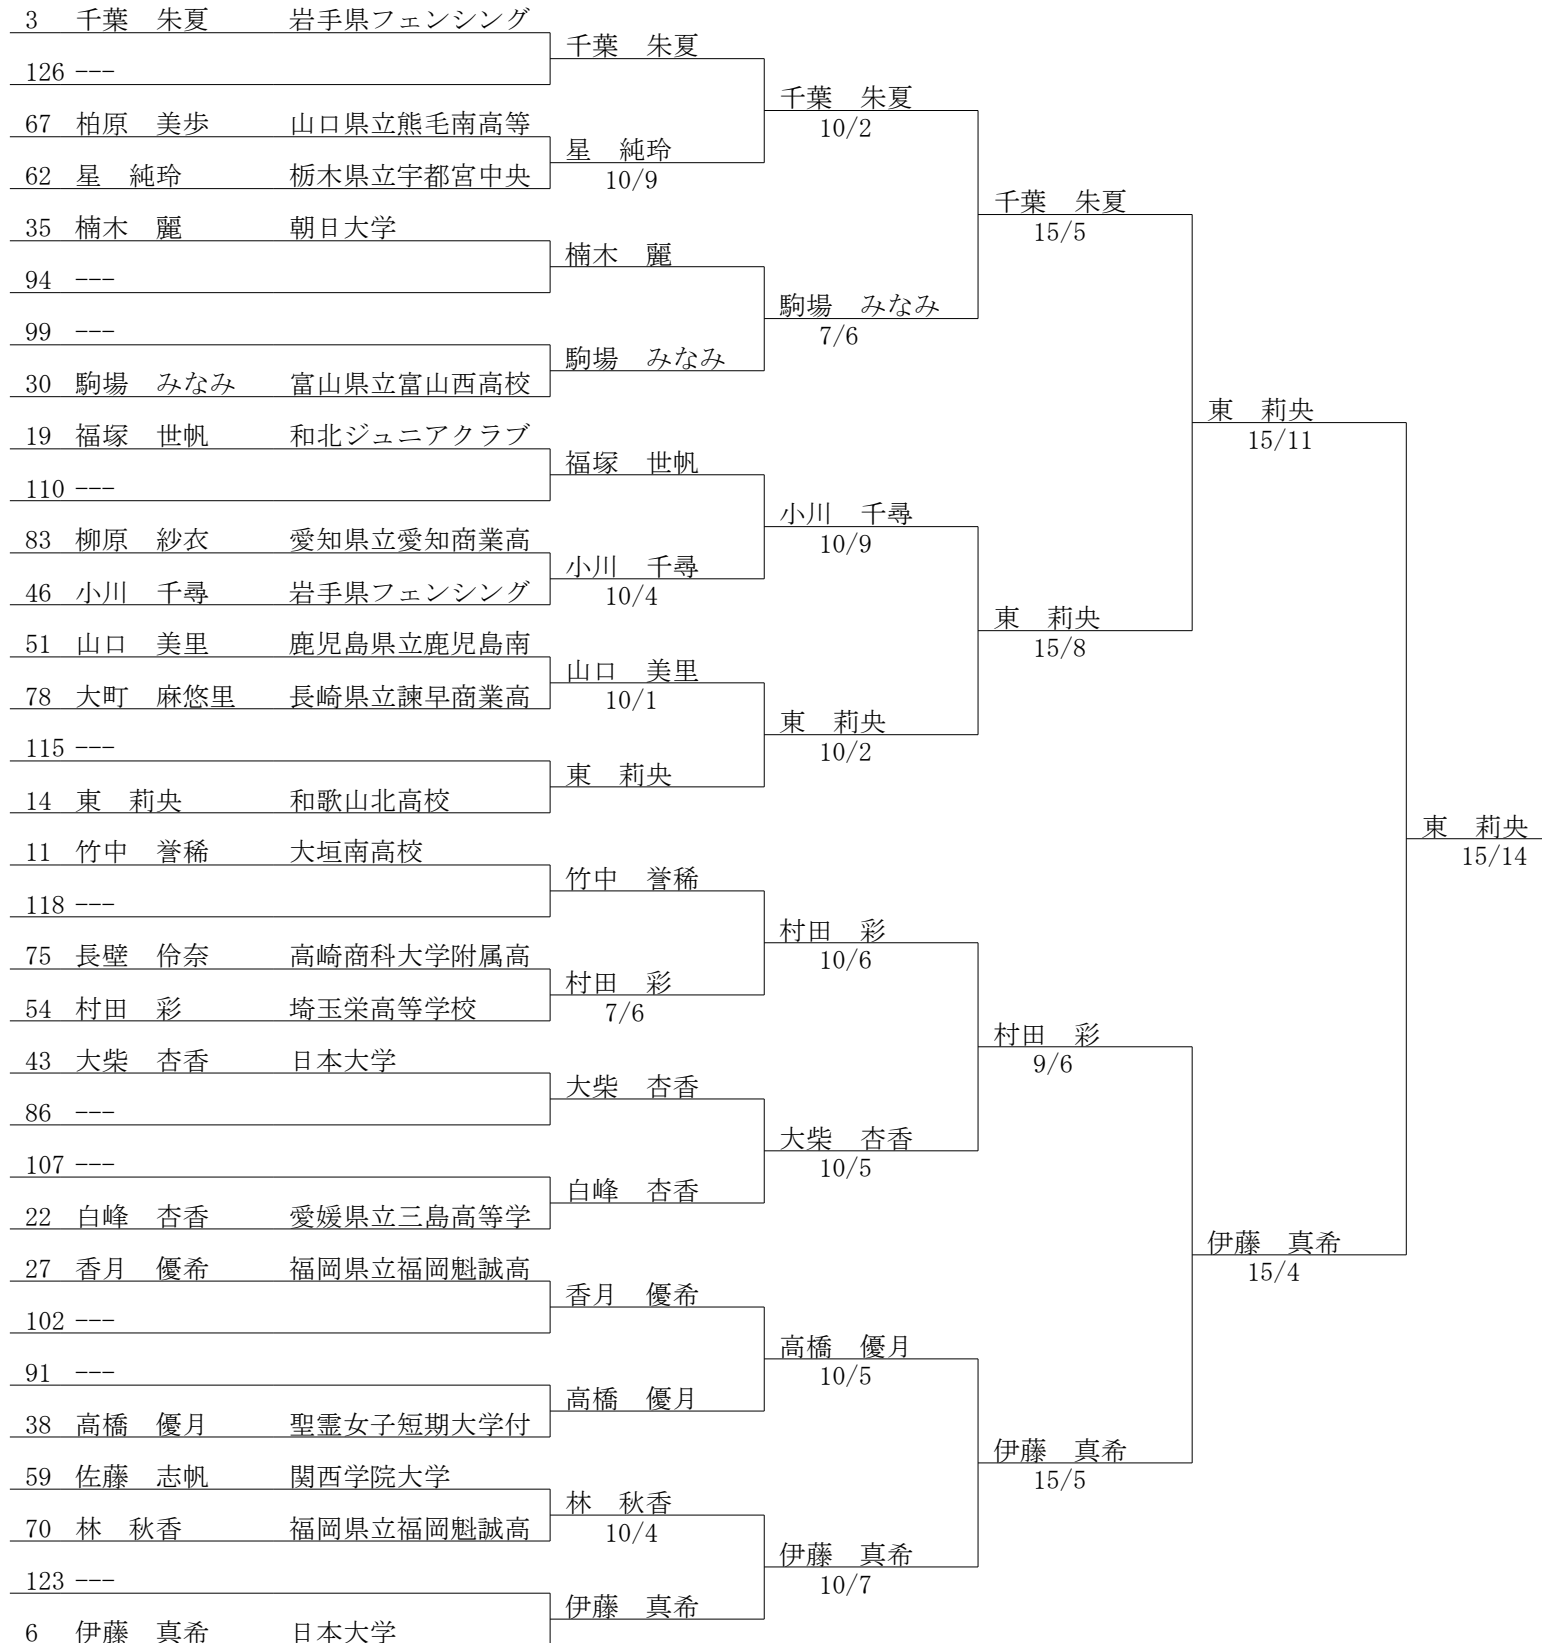 3 千葉 朱夏 岩手県フェンシング
126 ---
67 柏原 美歩 山口県立熊毛南高等
62 星 純玲 栃木県立宇都宮中央
35 楠木 麗 朝日大学
94 ---
99 ---
30 駒場 みなみ 富山県立富山西高校
19 福塚 世帆 和北ジュニアクラブ
110 ---
83 柳原 紗衣 愛知県立愛知商業高
46 小川 千尋 岩手県フェンシング
51 山口 美里 鹿児島県立鹿児島南
78 大町 麻悠里 長崎県立諫早商業高
115 ---
14 東 莉央 和歌山北高校
11 竹中 誉稀 大垣南高校
118 ---
75 長壁 伶奈 高崎商科大学附属高
54 村田 彩 埼玉栄高等学校
43 大柴 杏香 日本大学
86 ---
107 ---
22 白峰 杏香 愛媛県立三島高等学
27 香月 優希 福岡県立福岡魁誠高
102 ---
91 ---
38 高橋 優月 聖霊女子短期大学付
59 佐藤 志帆 関西学院大学
70 林 秋香 福岡県立福岡魁誠高
123 ---
6 伊藤 真希 日本大学
千葉 朱夏
星 純玲
10/9
楠木 麗
駒場 みなみ
福塚 世帆
小川 千尋
10/4
山口 美里
10/1
東 莉央
竹中 誉稀
村田 彩
7/6
大柴 杏香
白峰 杏香
香月 優希
高橋 優月
林 秋香
10/4
伊藤 真希
千葉 朱夏
10/2
駒場 みなみ
7/6
小川 千尋
10/9
東 莉央
10/2
村田 彩
10/6
大柴 杏香
10/5
高橋 優月
10/5
伊藤 真希
10/7
千葉 朱夏
15/5
東 莉央
15/8
村田 彩
9/6
伊藤 真希
15/5
東 莉央
15/11
伊藤 真希
15/4
東 莉央
15/14